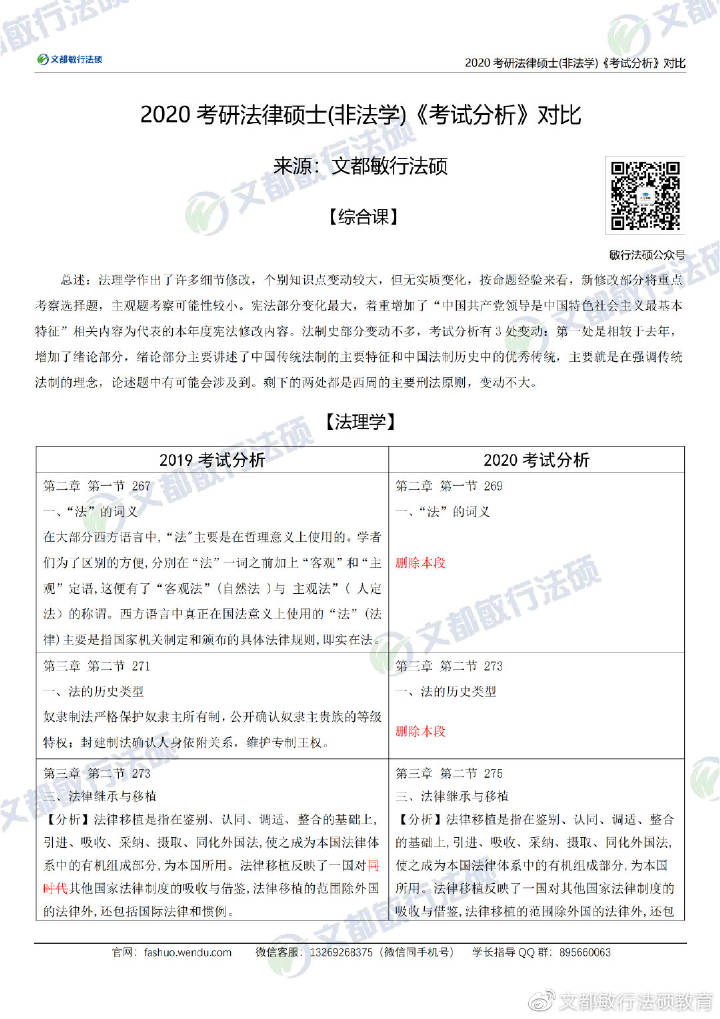 文都敏行法硕
2020 考研法律硕士(非法学)《考试分析》对比
2020 考研法律硕士(非法学)《考试分析》对比
来源：文都敏行法硕
【综合课】
敏行法硕公众号
总述：法理学作出了许多细节修改，个别知识点变动较大，但无实质变化，按命题经验来看，新修改部分将重点
考察选择题，主观题考察可能性较小。宪法部分变化最大，着重增加了“中国共产党领导是中国特色社会主义最基本
特征”相关内容为代表的本年度宪法修改内容。法制史部分变动不多，考试分析有 3 处变动：第一处是相较于去年，
增加了绪论部分，绪论部分主要讲述了中国传统法制的主要特征和中国法制历史中的优秀传统，主要就是在强调传统
法制的理念，论述题中有可能会涉及到。剩下的两处都是西周的主要刑法原则，变动不大。
【法理学】
2019 考试分析
第二章 第一节 267
一、“法”的词义
在大部分西方语言中,“法”主要是在哲理意义上使用的。学者
们为了区别的方便,分别在“法”一词之前加上“客观”和“主
观”定语,这便有了“客观法”(自然法 )与 主观法”( 人定
法）的称谓。西方语言中真正在国法意义上使用的“法”(法
律)主要是指国家机关制定和颁布的具体法律规则,即实在法。
2020 考试分析
第二章 第一节 269
一、“法”的词义
删除本段
第三章 第二节 271
一、法的历史类型
奴隶制法严格保护奴隶主所有制,公开确认奴隶主贵族的等级
特权；封建制法确认人身依附关系，维护专制王权。
第三章 第二节 273
一、法的历史类型
删除本段
第三章 第二节 273
三、法律继承与移植
【分析】法律移植是指在鉴别、认同、调适、整合的基础上,
引进、吸收、采纳、摄取、同化外国法,使之成为本国法律体
系中的有机组成部分,为本国所用。法律移植反映了一国对同
时代其他国家法律制度的吸收与借鉴,法律移植的范围除外国
的法律外,还包括国际法律和惯例。
第三章 第二节 275
三、法律继承与移植
【分析】法律移植是指在鉴别、认同、调适、整合
的基础上,引进、吸收、采纳、摄取、同化外国法,
使之成为本国法律体系中的有机组成部分,为本国
所用。法律移植反映了一国对其他国家法律制度的
吸收与借鉴,法律移植的范围除外国的法律外,还包
官网：fashuo.wendu.com 微信客服：13269268375（微信同手机号） 学长指导 QQ 群：895660063
文都敏行法硕教育